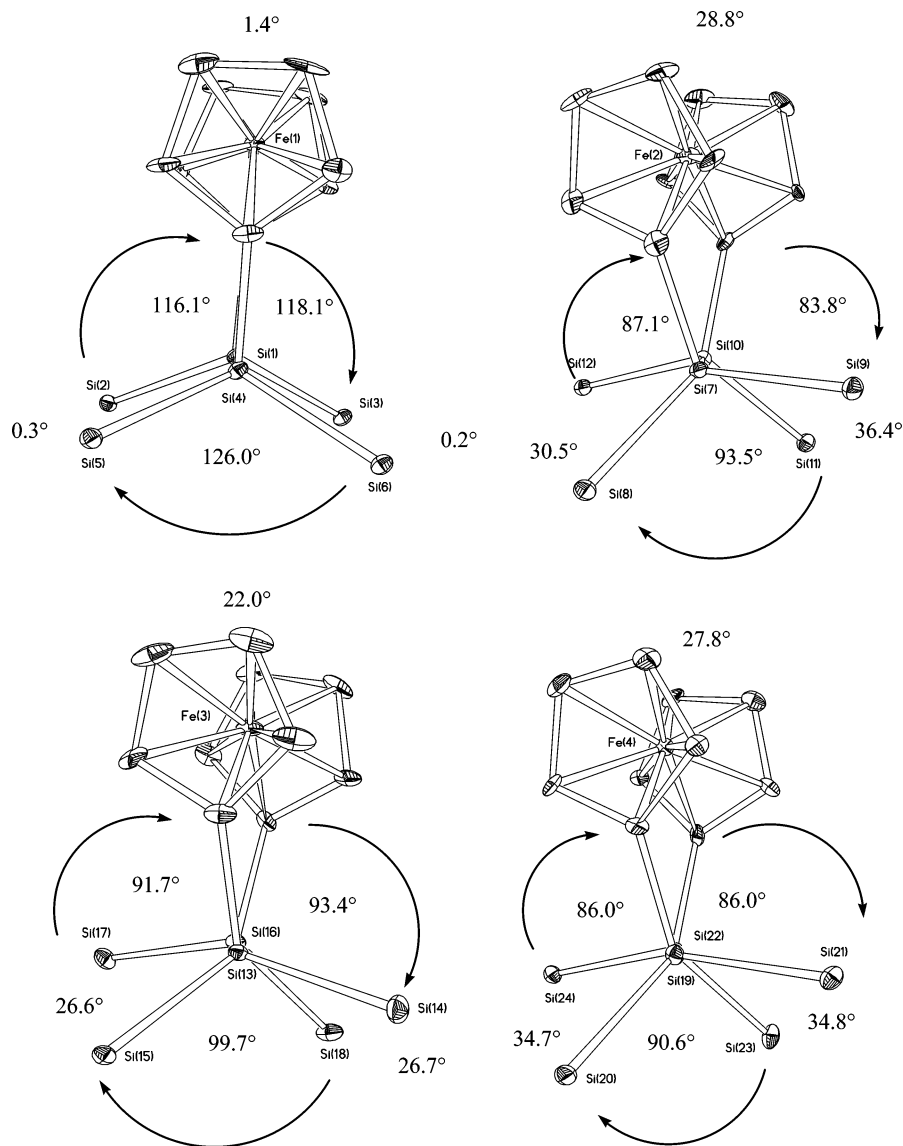 1.4°
Fe(1)
116.1°
118.1°
Si(1)
Si(2)
Si(4)
Si(3)
0.3°
Si(5)
126.0°
Si(6)
0.2°
28.8°
Fe(2)
83.8°
87.1°
Si(10)
Si(12)
Si(9)
Si(7)
36.4°
30.5°
93.5°
Si(11)
Si(8)
22.0°
Fe(3)
91.7°
93.4°
Si(16)
Si(17)
Si(13)
Si(14)
26.6°
99.7°
Si(18)
Si(15)
26.7°
27.8°
Fe(4)
86.0°
86.0°
Si(22)
Si(21)
Si(24)
Si(19)
34.8°
34.7°
90.6°
Si(23)
Si(20)